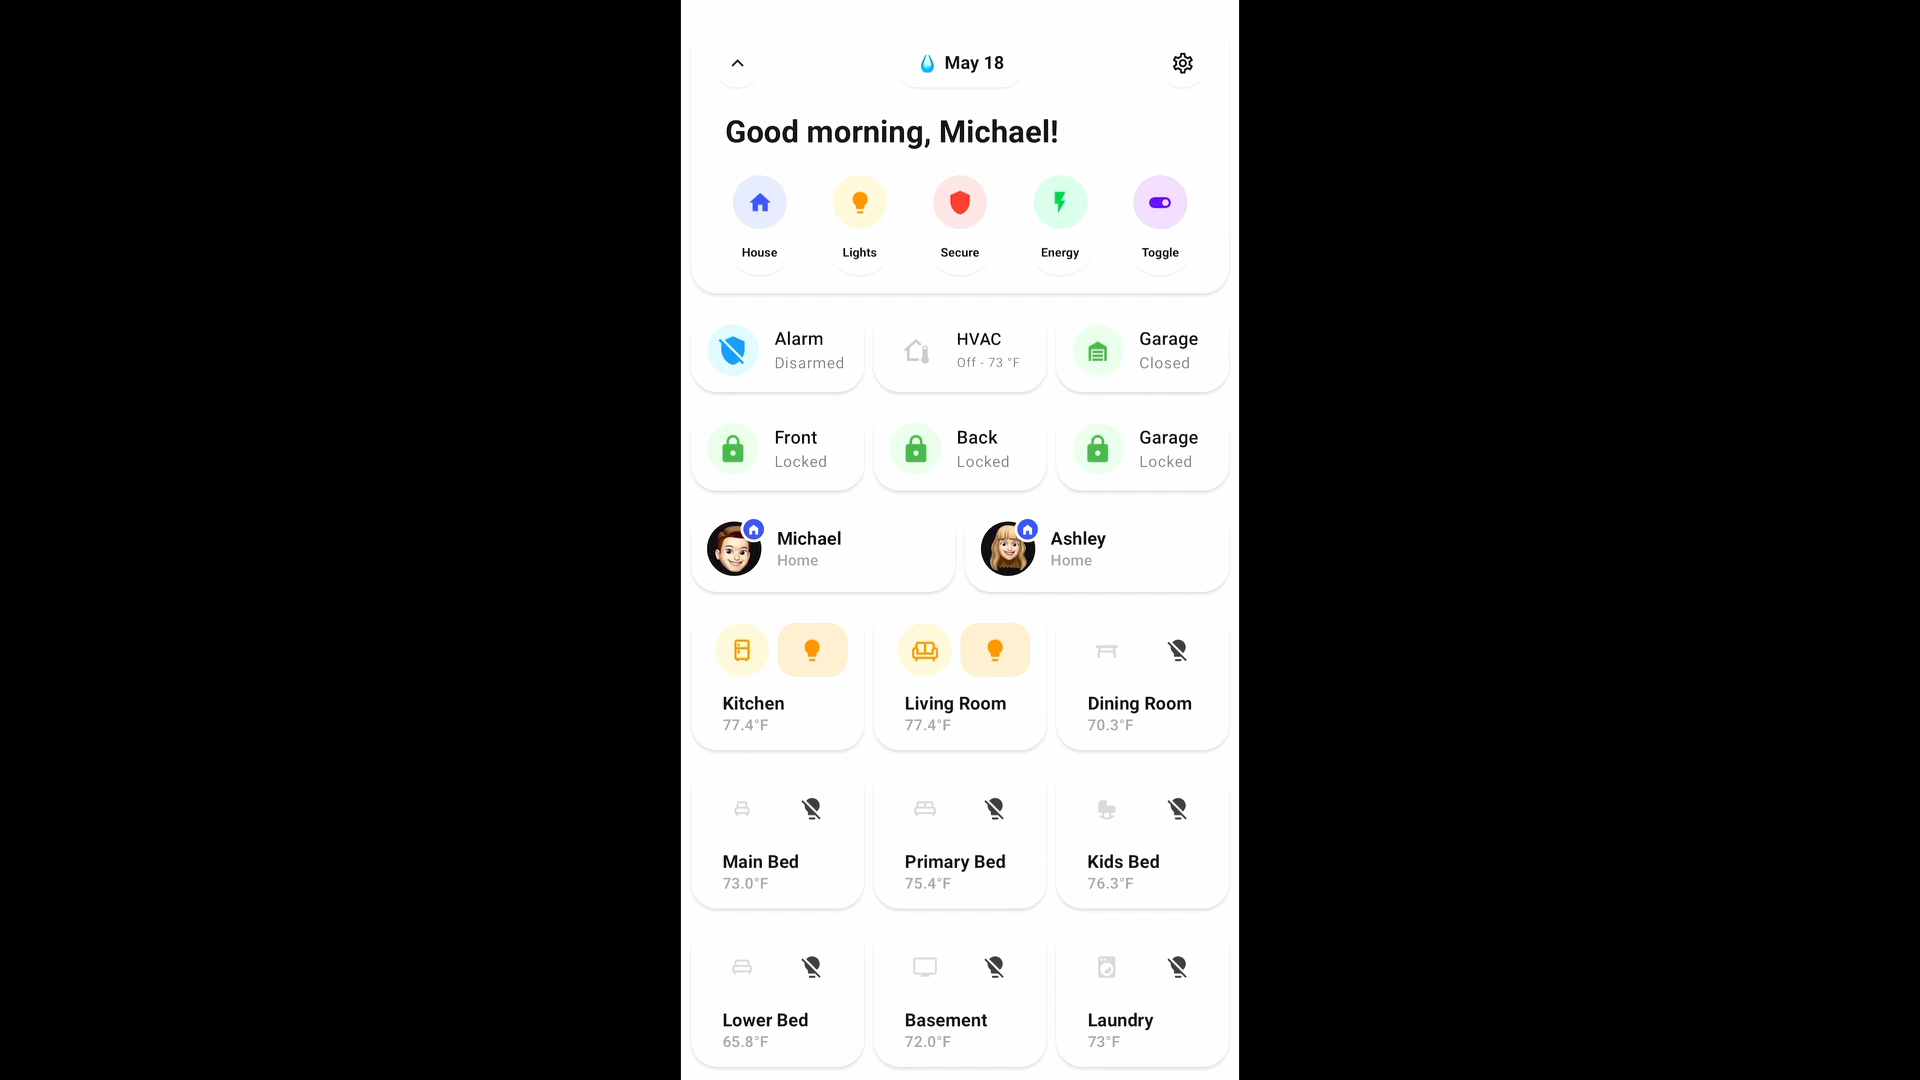 May 18
Good morning, Michael!
House Lights Secure Energy Toggle
Alarm
Disarmed
HVAC
Off - 73 °F
Garage
Closed
Front
Locked
Back
Locked
Garage
Locked
Michael
Home
Ashley
Home
Kitchen
77.4°F
Living Room
77.4°F
Dining Room
70.3°F
Main Bed
73.0°F
Primary Bed
75.4°F
Kids Bed
76.3°F
Lower Bed
65.8°F
Basement
72.0°F
Laundry
73°F